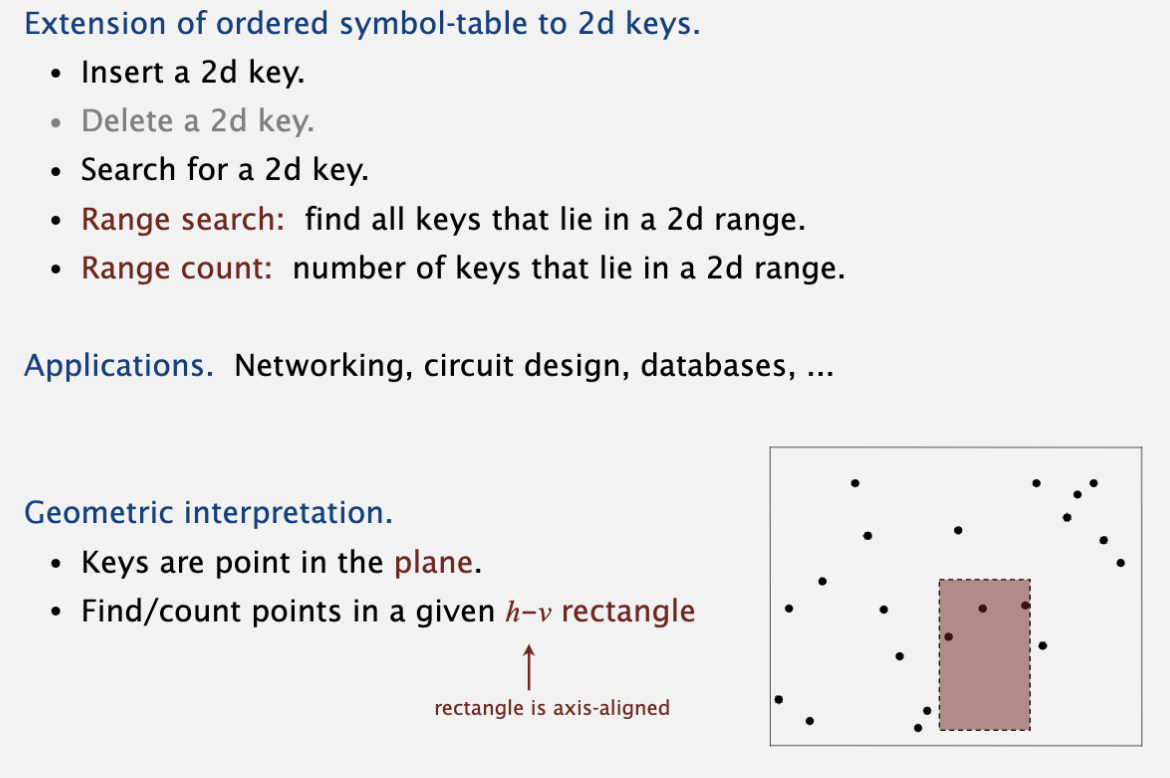 Extension of ordered symbol-table to 2d keys.
• Insert a 2d key.
• Delete a 2d key.
• Search for a 2d key.
• Range search: find all keys that lie in a 2d range.
• Range count: number of keys that lie in a 2d range.
Applications. Networking, circuit design, databases, ...
Geometric interpretation.
• Keys are point in the plane.
• Find/count points in a given h–v rectangle
rectangle is axis-aligned